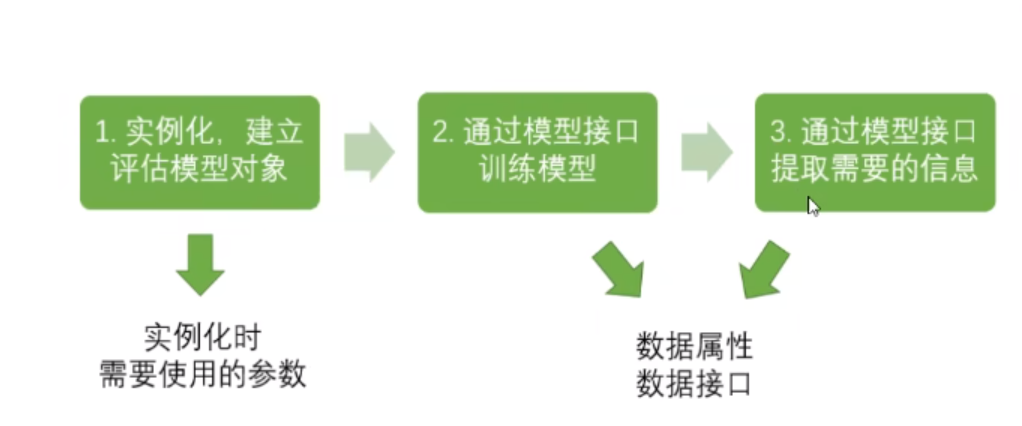 1. 实例化，建立
评估模型对象
2. 通过模型接口
训练模型
3. 通过模型接口
提取需要的信息
实例化时
需要使用的参数
数据属性
数据接口